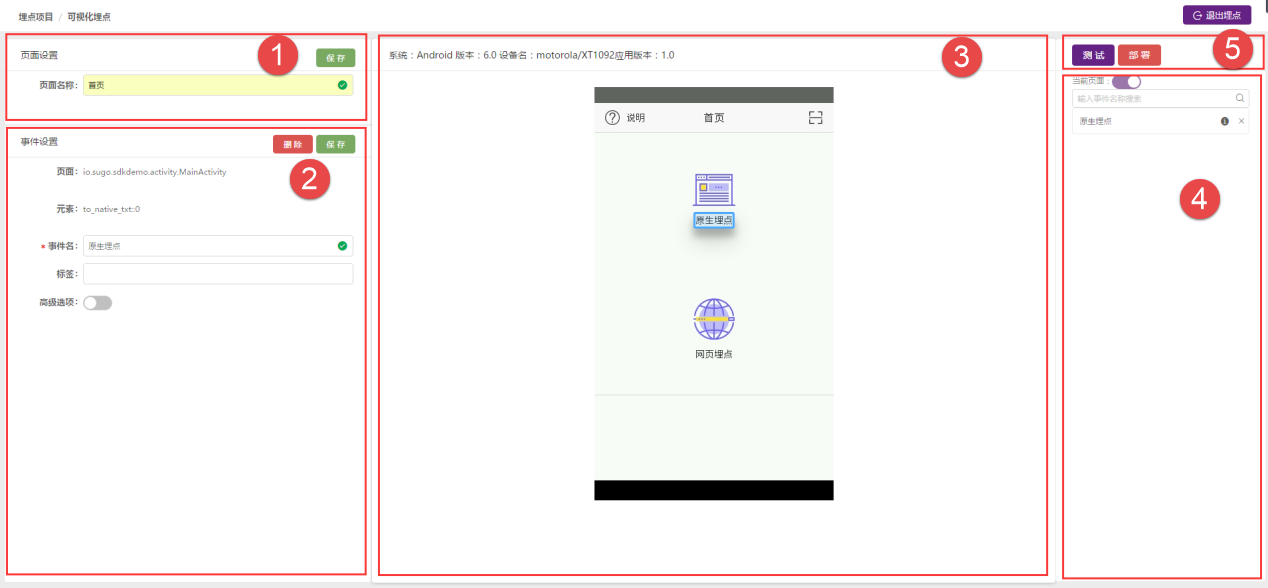 埋点项目 / 可视化埋点
退出埋点
页面设置
1
保存
页面名称: 首页
事件设置
删除
保存
2
页面: io.sugo.sdkdemo.activity.MainActivity
元素: to_native_txt::0
* 事件名: 原生埋点
标签:
高级选项:
系统：Android 版本：6.0 设备名：motorola/XT1092应用版本：1.0
3
说明
首页
原生埋点
网页埋点
测试
部署
5
当前页面：
输入事件名称搜索
原生埋点
4